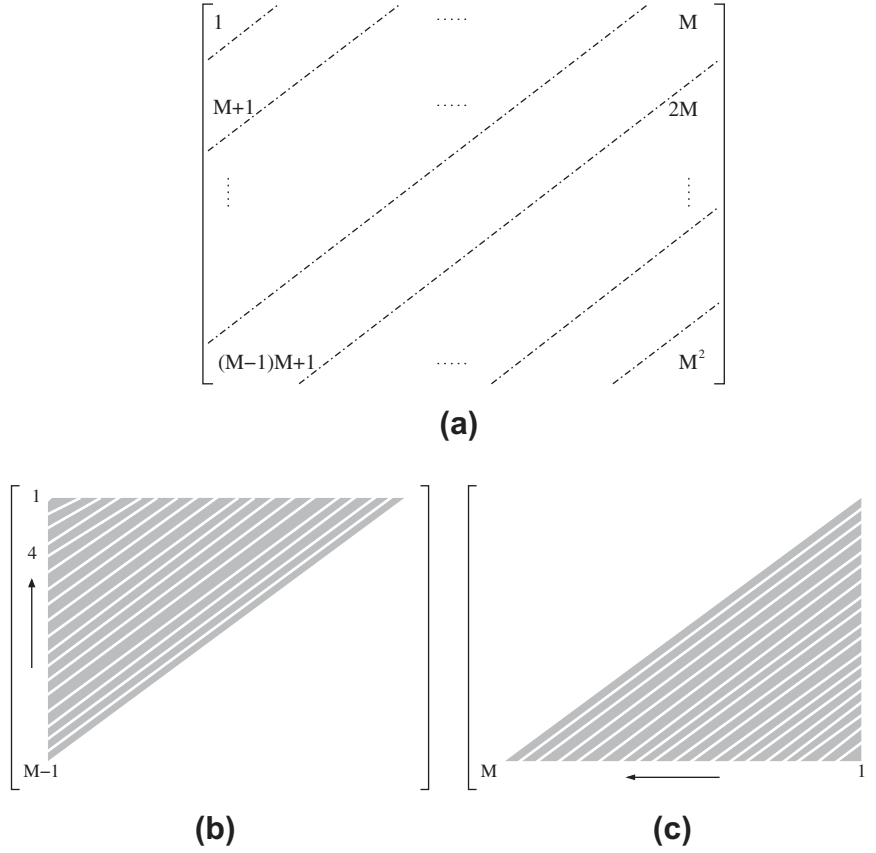 1 ..... M
M+1 ..... 2M
(M−1)M+1 ..... M²
(a)
1
4
M−1
(b)
M 1
(c)